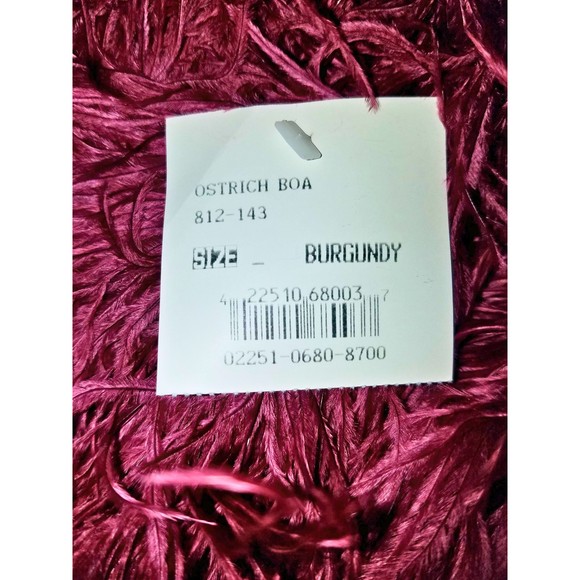 OSTRICH BOA
812-143
SIZE _ BURGUNDY
4 22510 68003 7
02251-0680-8700